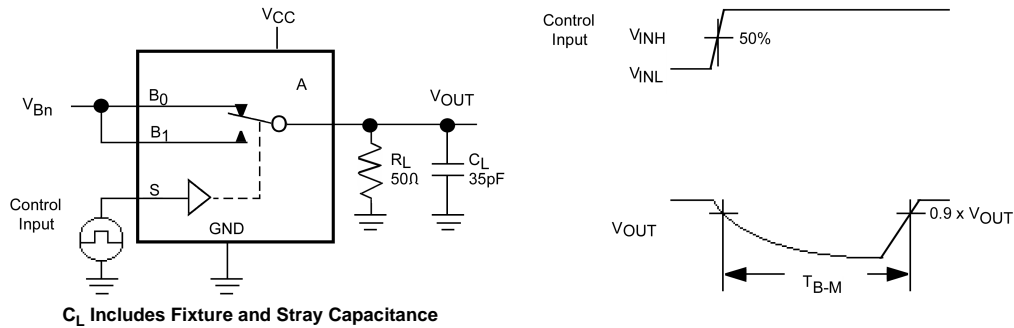 VCC
A
VBn
B0
B1
S
GND
Control
Input
VOUT
RL
50Ω
CL
35pF
CL Includes Fixture and Stray Capacitance
Control
Input
VINH
50%
VINL
VOUT
0.9 x VOUT
TB-M